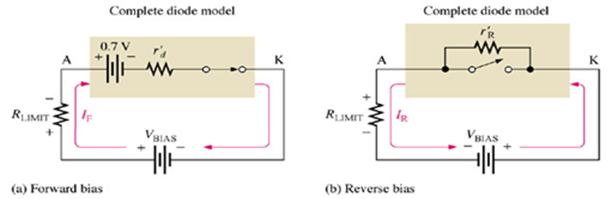 Complete diode model
0.7 V
+ −
r'd
A
K
−
RLIMIT
+
IF
VBIAS
+ −
(a) Forward bias
Complete diode model
r'R
A
K
+
RLIMIT
−
IR
VBIAS
− +
(b) Reverse bias